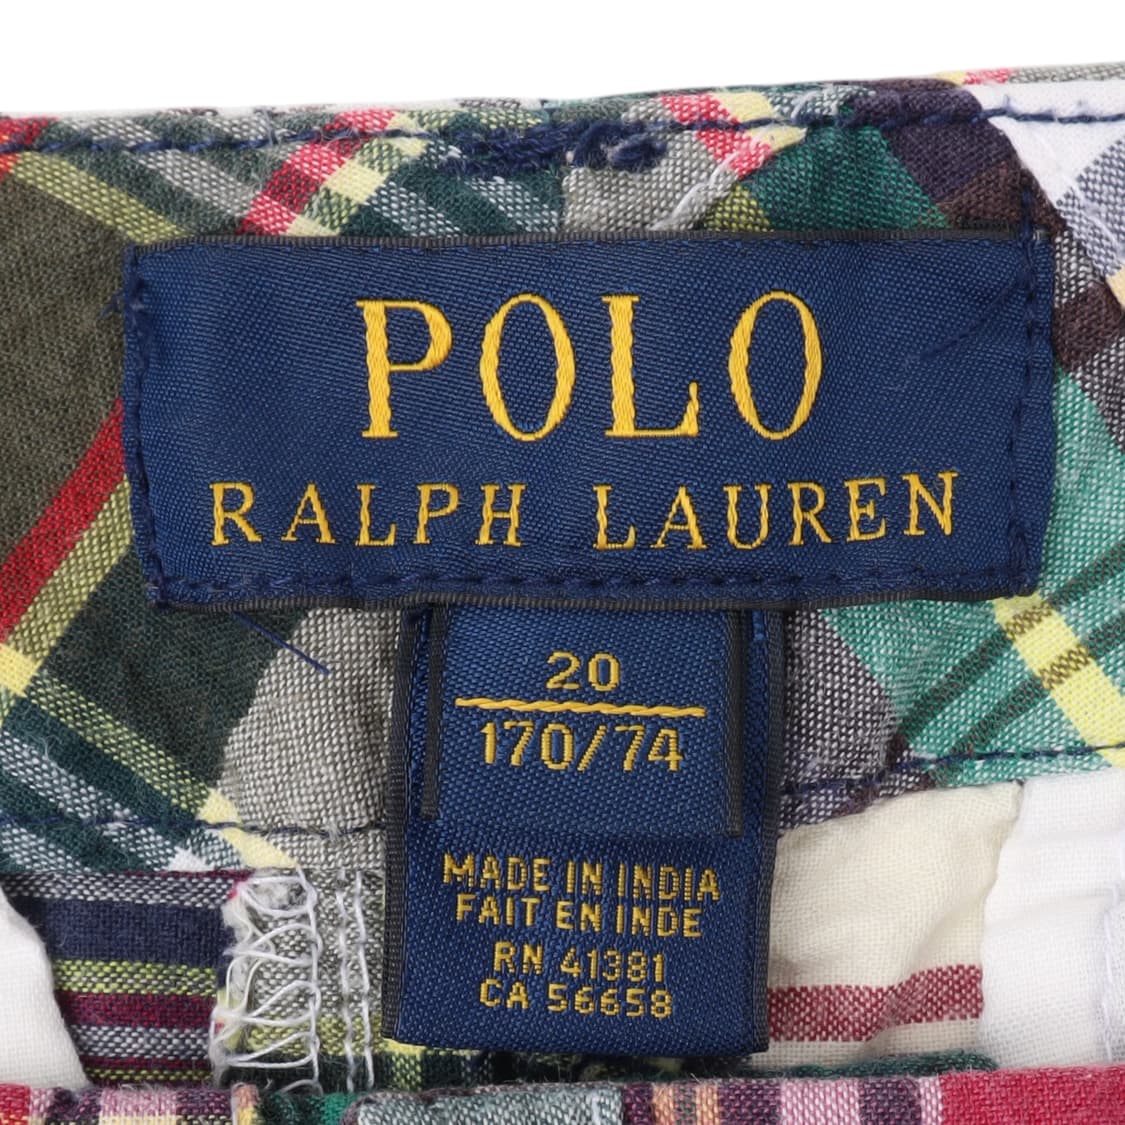 POLO
RALPH LAUREN
20
170/74
MADE IN INDIA
FAIT EN INDE
RN 41381
CA 56658